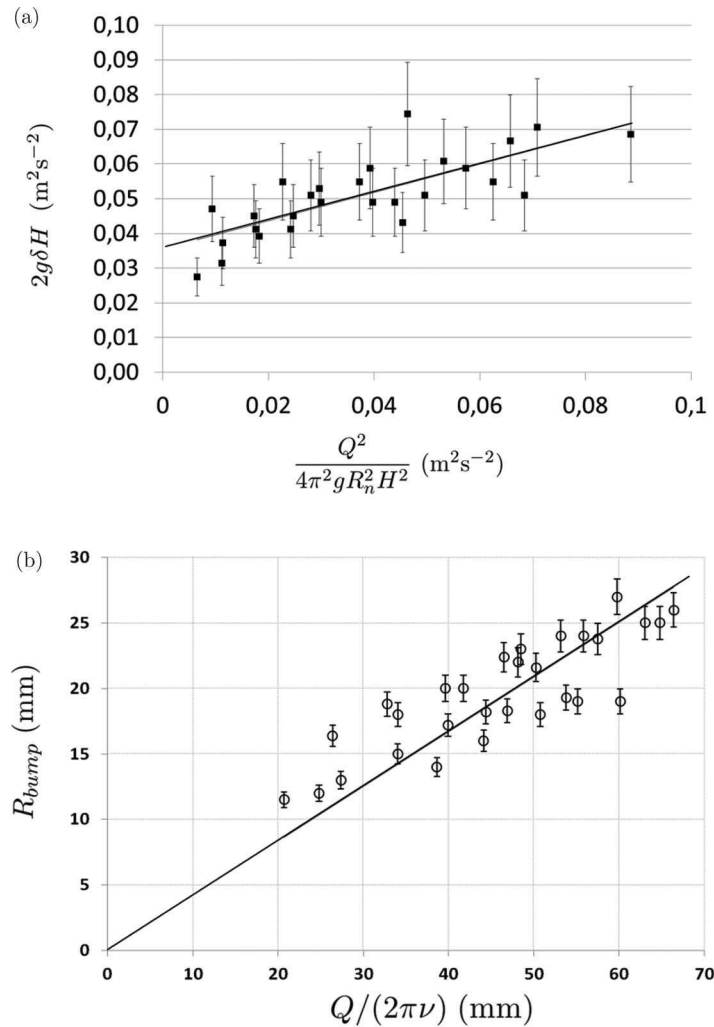 (a)
0,10
0,09
0,08
0,07
0,06
0,05
0,04
0,03
0,02
0,01
0,00
2gδH (m²s⁻²)
0 0,02 0,04 0,06 0,08 0,1
Q²
4π²gR²ₙH² (m²s⁻²)
(b)
30
25
20
15
10
5
0
R_bump (mm)
0 10 20 30 40 50 60 70
Q/(2πν) (mm)